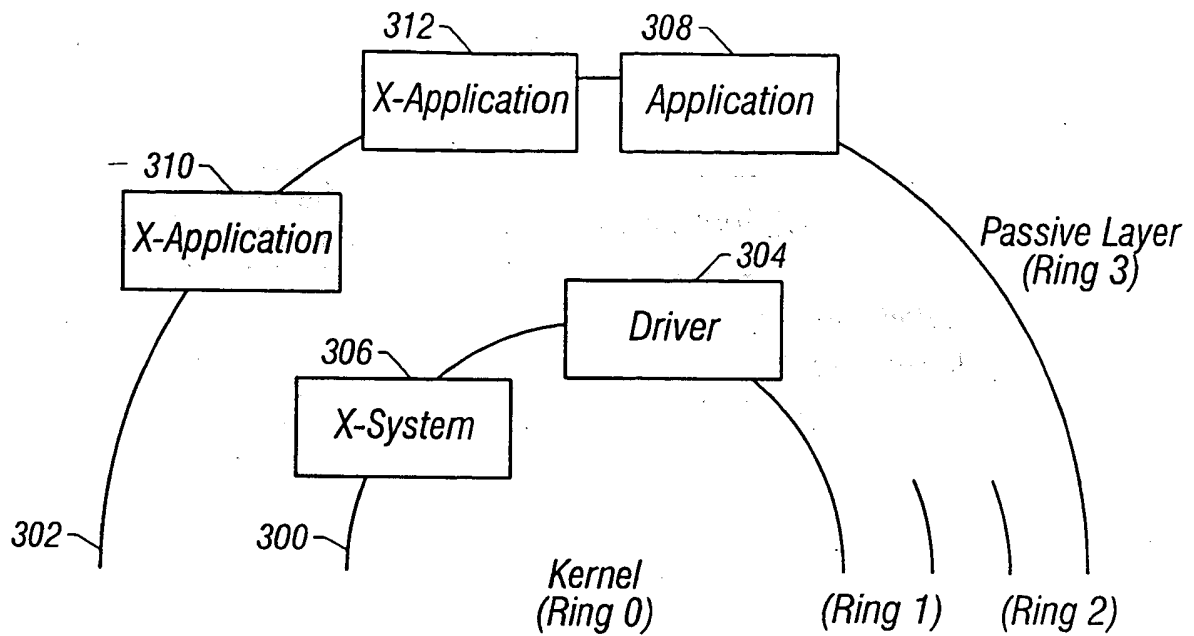 312
308
X-Application
Application
310
X-Application
Passive Layer
(Ring 3)
304
Driver
306
X-System
302
300
Kernel
(Ring 0)
(Ring 1)
(Ring 2)